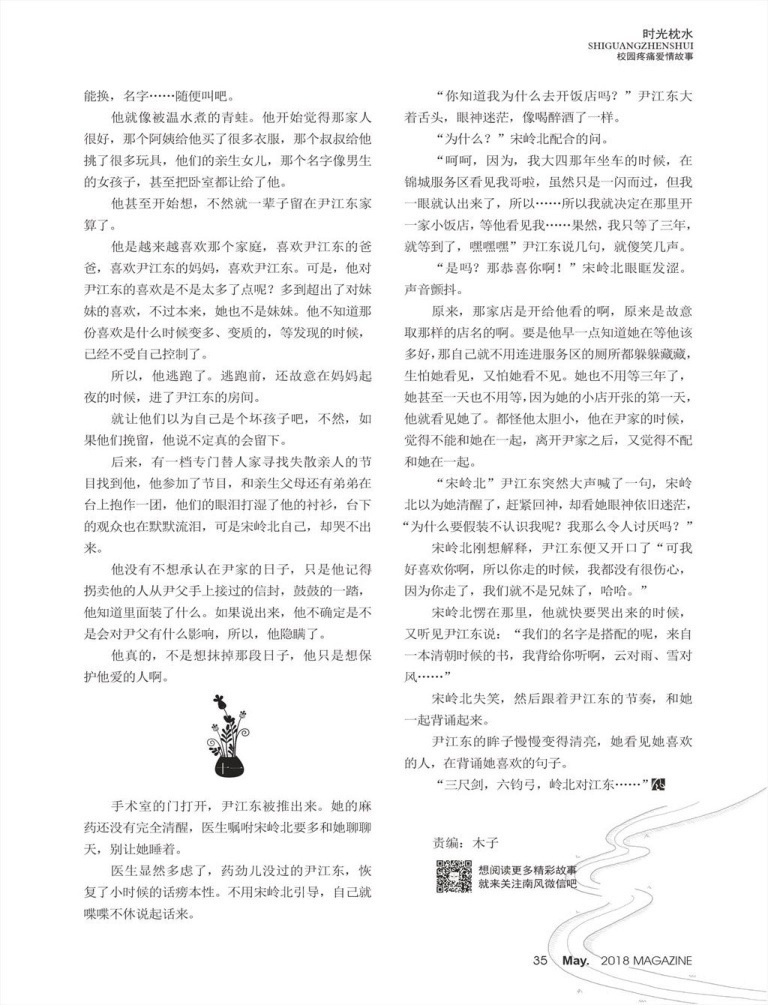 时光枕水
SHIGUANGZHENSHUI
校园疼痛爱情故事
能换，名字……随便叫吧。
他就像被温水煮的青蛙。他开始觉得那家人
很好，那个阿姨给他买了很多衣服，那个叔叔给他
挑了很多玩具，他们的亲生女儿，那个名字像男生
的女孩子，甚至把卧室都让给了他。
他甚至开始想，不然就一辈子留在尹江东家
算了。
他是越来越喜欢那个家庭，喜欢尹江东的爸
爸，喜欢尹江东的妈妈，喜欢尹江东。可是，他对
尹江东的喜欢是不是太多了点呢？多到超出了对妹
妹的喜欢，不过本来，她也不是妹妹。他不知道那
份喜欢是什么时候变多、变质的，等发现的时候，
已经不受自己控制了。
所以，他逃跑了。逃跑前，还故意在妈妈起
夜的时候，进了尹江东的房间。
就让他们以为自己是个坏孩子吧，不然，如
果他们挽留，他说不定真的会留下。
后来，有一档专门替人家寻找失散亲人的节
目找到他，他参加了节目，和亲生父母还有弟弟在
台上抱作一团，他们的眼泪打湿了他的衬衫，台下
的观众也在默默流泪，可是宋岭北自己，却哭不出
来。
他没有不想承认在尹家的日子，只是他记得
拐卖他的人从尹父手上接过的信封，鼓鼓的一踏，
他知道里面装了什么。如果说出来，他不确定是不
是会对尹父有什么影响，所以，他隐瞒了。
他真的，不是想抹掉那段日子，他只是想保
护他爱的人啊。
十一
手术室的门打开，尹江东被推出来。她的麻
药还没有完全清醒，医生嘱咐宋岭北要多和她聊聊
天，别让她睡着。
医生显然多虑了，药劲儿没过的尹江东，恢
复了小时候的话痨本性。不用宋岭北引导，自己就
喋喋不休说起话来。
“你知道我为什么去开饭店吗？”尹江东大
着舌头，眼神迷茫，像喝醉酒了一样。
“为什么？”宋岭北配合的问。
“呵呵，因为，我大四那年坐车的时候，在
锦城服务区看见我哥啦，虽然只是一闪而过，但我
一眼就认出来了，所以……所以我就决定在那里开
一家小饭店，等他看见我……果然，我只等了三年，
就等到了，嘿嘿嘿”尹江东说几句，就傻笑几声。
“是吗？那恭喜你啊！”宋岭北眼眶发涩。
声音颤抖。
原来，那家店是开给他看的啊，原来是故意
取那样的店名的啊。要是他早一点知道她在等他该
多好，那自己就不用连进服务区的厕所都躲躲藏藏，
生怕她看见，又怕她看不见。她也不用等三年了，
她甚至一天也不用等，因为她的小店开张的第一天，
他就看见她了。都怪他太胆小，他在尹家的时候，
觉得不能和她在一起，离开尹家之后，又觉得不配
和她在一起。
“宋岭北”尹江东突然大声喊了一句，宋岭
北以为她清醒了，赶紧回神，却看她眼神依旧迷茫，
“为什么要假装不认识我呢？我那么令人讨厌吗？”
宋岭北刚想解释，尹江东便又开口了“可我
好喜欢你啊，所以你走的时候，我都没有很伤心，
因为你走了，我们就不是兄妹了，哈哈。”
宋岭北愣在那里，他就快要哭出来的时候，
又听见尹江东说：“我们的名字是搭配的呢，来自
一本清朝时候的书，我背给你听啊，云对雨、雪对
风……”
宋岭北失笑，然后跟着尹江东的节奏，和她
一起背诵起来。
尹江东的眸子慢慢变得清亮，她看见她喜欢
的人，在背诵她喜欢的句子。
“三尺剑，六钧弓，岭北对江东……”
责编：木子
想阅读更多精彩故事
就来关注南风微信吧
35 May. 2018 MAGAZINE